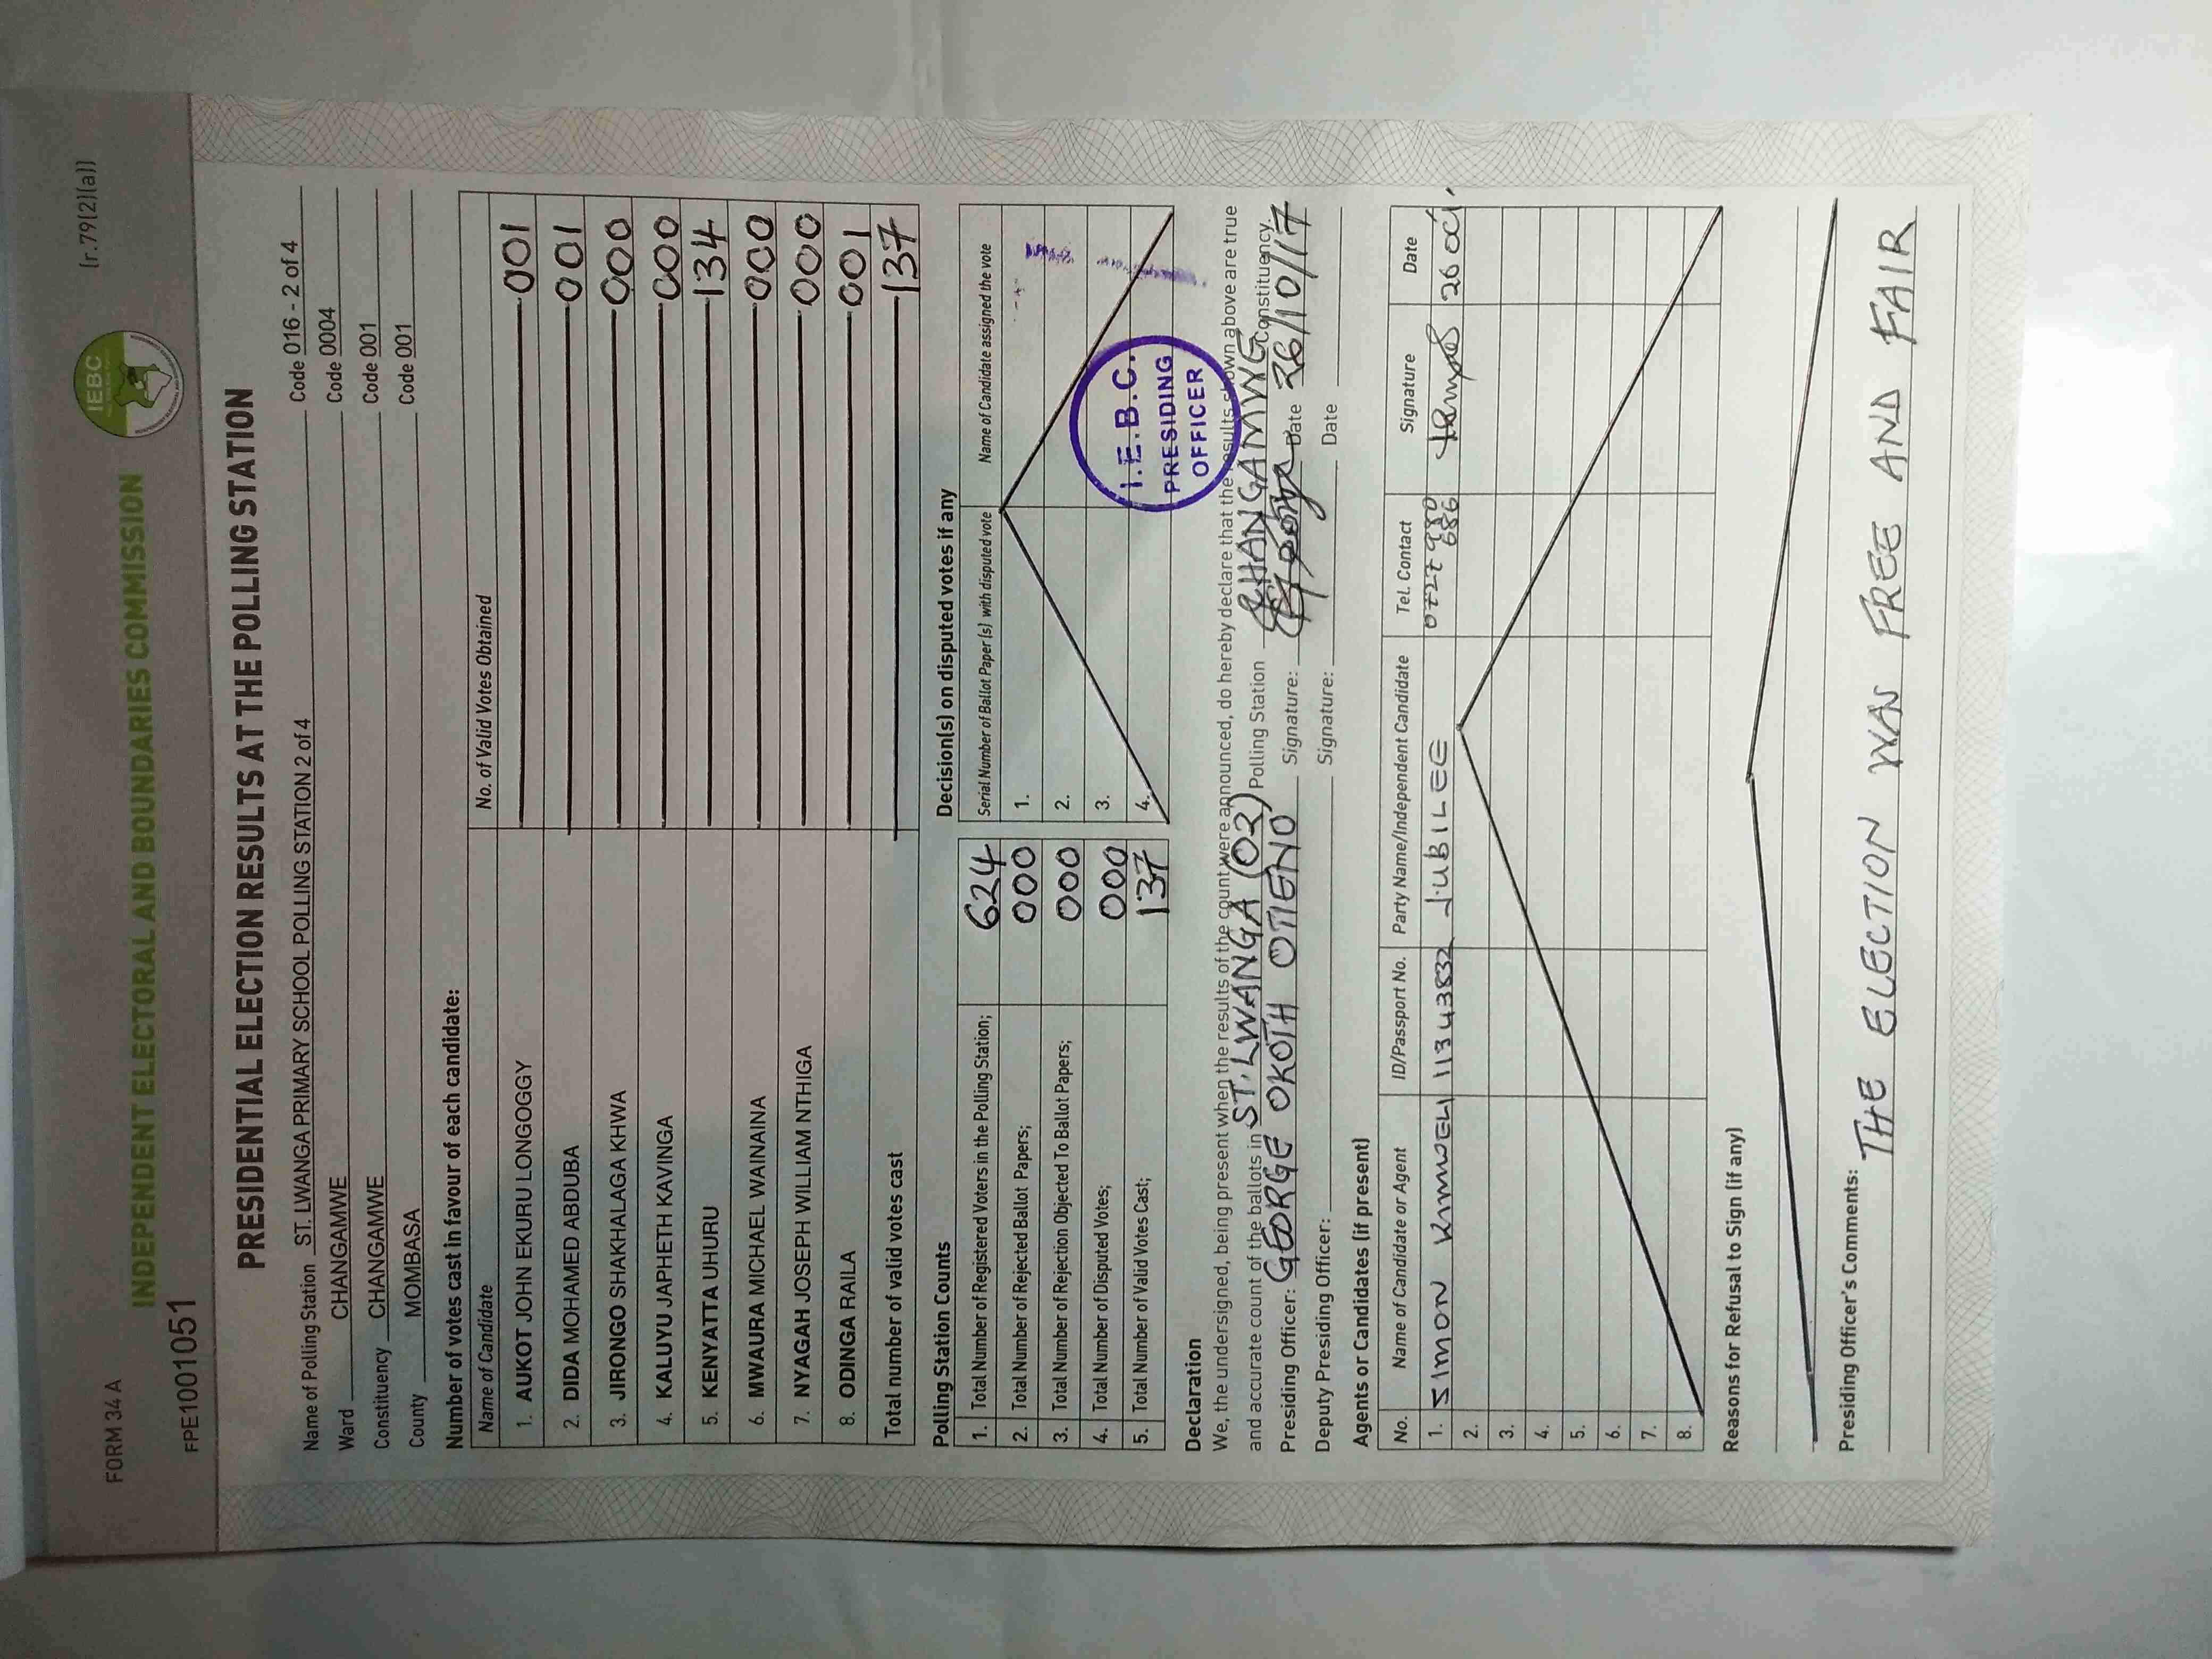 FORM 34 A
[r.79(2)(a)]
IEBC
INDEPENDENT ELECTORAL AND BOUNDARIES COMMISSION
FPE1001051
PRESIDENTIAL ELECTION RESULTS AT THE POLLING STATION
Name of Polling Station ST. LWANGA PRIMARY SCHOOL POLLING STATION 2 of 4 Code 016 - 2 of 4
Ward CHANGAMWE Code 0004
Constituency CHANGAMWE Code 001
County MOMBASA Code 001
Number of votes cast in favour of each candidate:
Name of Candidate No. of Valid Votes Obtained
1. AUKOT JOHN EKURU LONGOGGY 001
2. DIDA MOHAMED ABDUBA 001
3. JIRONGO SHAKHALAGA KHWA 000
4. KALUYU JAPHETH KAVINGA 000
5. KENYATTA UHURU 134
6. MWAURA MICHAEL WAINAINA 000
7. NYAGAH JOSEPH WILLIAM NTHIGA 000
8. ODINGA RAILA 001
Total number of valid votes cast 137
Polling Station Counts
1. Total Number of Registered Voters in the Polling Station; 624
2. Total Number of Rejected Ballot Papers; 000
3. Total Number of Rejection Objected To Ballot Papers; 000
4. Total Number of Disputed Votes; 000
5. Total Number of Valid Votes Cast; 137
Decision(s) on disputed votes if any
Serial Number of Ballot Paper(s) with disputed vote Name of Candidate assigned the vote
1.
2.
3.
4.
I.E.B.C.
PRESIDING
OFFICER
Declaration
We, the undersigned, being present when the results of the count were announced, do hereby declare that the results shown above are true
and accurate count of the ballots in ST. LWANGA (02) Polling Station CHANGAMWE Constituency.
Presiding Officer: GEORGE OKOTH OTIENO Signature: Date 26/10/17
Deputy Presiding Officer: Signature: Date
Agents or Candidates (if present)
No. Name of Candidate or Agent ID/Passport No. Party Name/Independent Candidate Tel. Contact Signature Date
1. SIMON 11343832 JUBILEE 0727 980 686 26 Oct
2.
3.
4.
5.
6.
7.
8.
Reasons for Refusal to Sign (if any)
Presiding Officer's Comments:
THE ELECTION WAS FREE AND FAIR